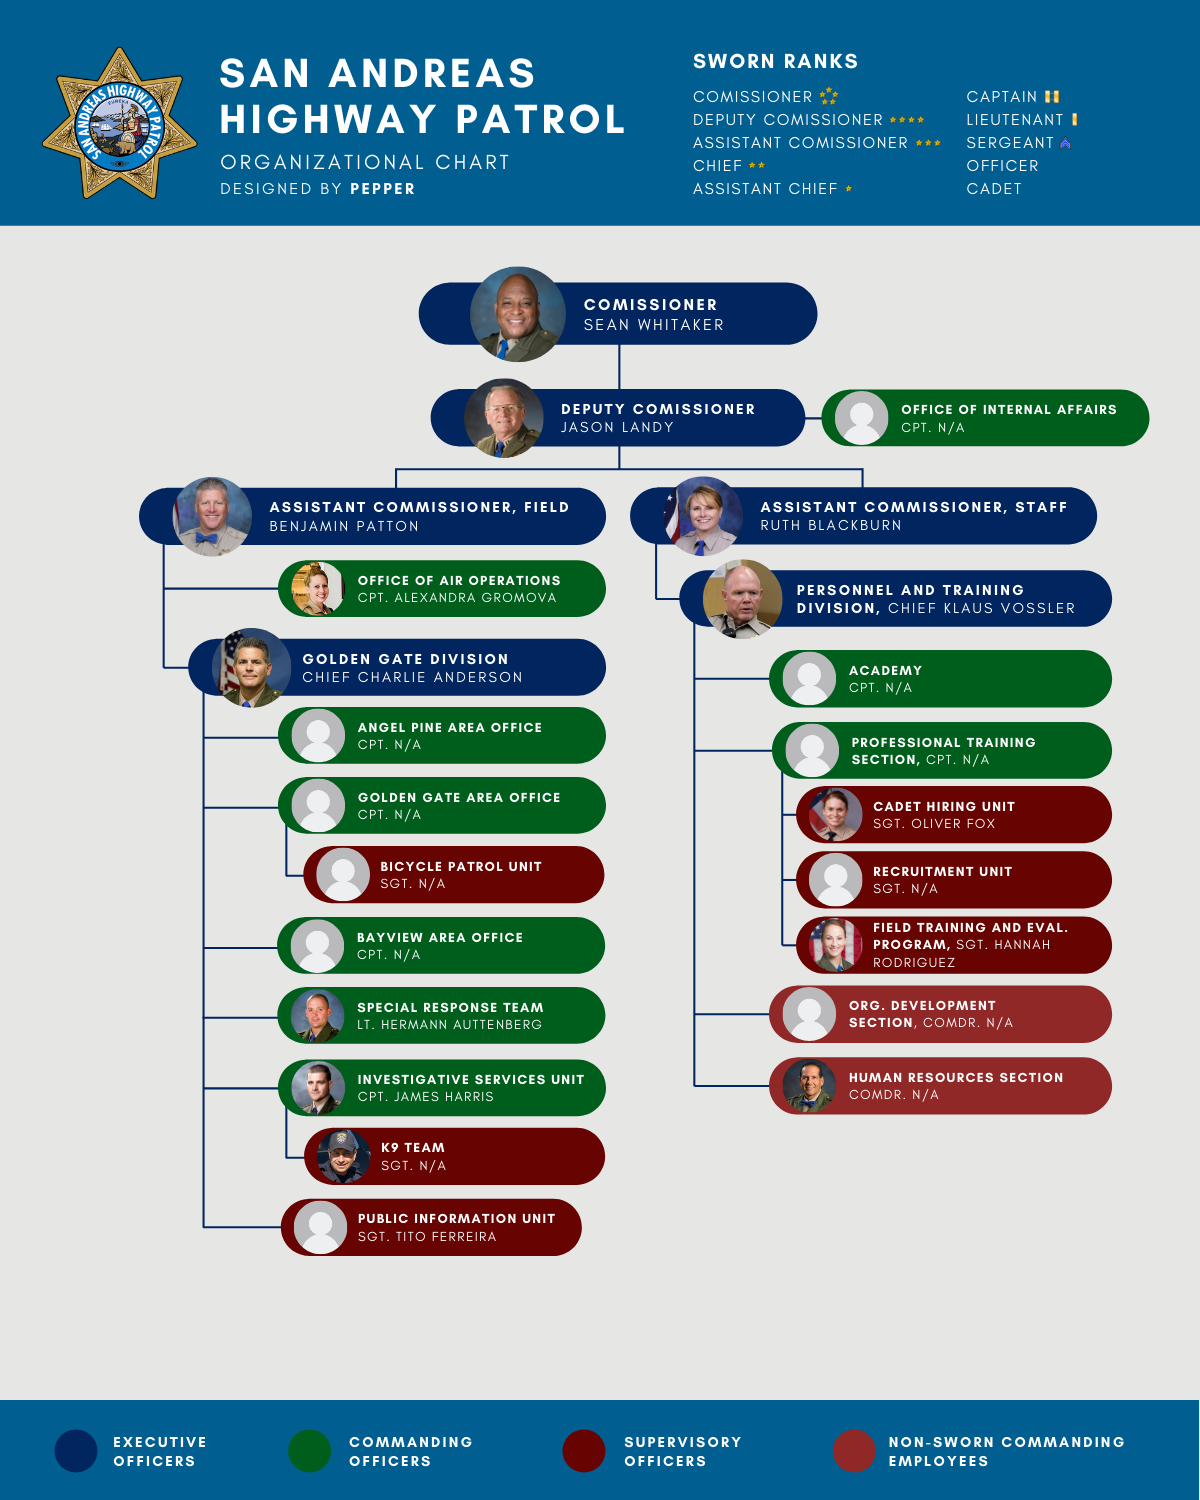 SAN ANDREAS
HIGHWAY PATROL
ORGANIZATIONAL CHART
DESIGNED BY PEPPER
SAN ANDREAS HIGHWAY PATROL
EUREKA
SWORN RANKS
COMISSIONER
DEPUTY COMISSIONER
ASSISTANT COMISSIONER
CHIEF
ASSISTANT CHIEF
CAPTAIN
LIEUTENANT
SERGEANT
OFFICER
CADET
COMISSIONER
SEAN WHITAKER
DEPUTY COMISSIONER
JASON LANDY
OFFICE OF INTERNAL AFFAIRS
CPT. N/A
ASSISTANT COMMISSIONER, FIELD
BENJAMIN PATTON
OFFICE OF AIR OPERATIONS
CPT. ALEXANDRA GROMOVA
GOLDEN GATE DIVISION
CHIEF CHARLIE ANDERSON
ANGEL PINE AREA OFFICE
CPT. N/A
GOLDEN GATE AREA OFFICE
CPT. N/A
BICYCLE PATROL UNIT
SGT. N/A
BAYVIEW AREA OFFICE
CPT. N/A
SPECIAL RESPONSE TEAM
LT. HERMANN AUTTENBERG
INVESTIGATIVE SERVICES UNIT
CPT. JAMES HARRIS
K9 TEAM
SGT. N/A
PUBLIC INFORMATION UNIT
SGT. TITO FERREIRA
ASSISTANT COMMISSIONER, STAFF
RUTH BLACKBURN
PERSONNEL AND TRAINING
DIVISION, CHIEF KLAUS VOSSLER
ACADEMY
CPT. N/A
PROFESSIONAL TRAINING
SECTION, CPT. N/A
CADET HIRING UNIT
SGT. OLIVER FOX
RECRUITMENT UNIT
SGT. N/A
FIELD TRAINING AND EVAL.
PROGRAM, SGT. HANNAH
RODRIGUEZ
ORG. DEVELOPMENT
SECTION, COMDR. N/A
HUMAN RESOURCES SECTION
COMDR. N/A
EXECUTIVE
OFFICERS
COMMANDING
OFFICERS
SUPERVISORY
OFFICERS
NON-SWORN COMMANDING
EMPLOYEES